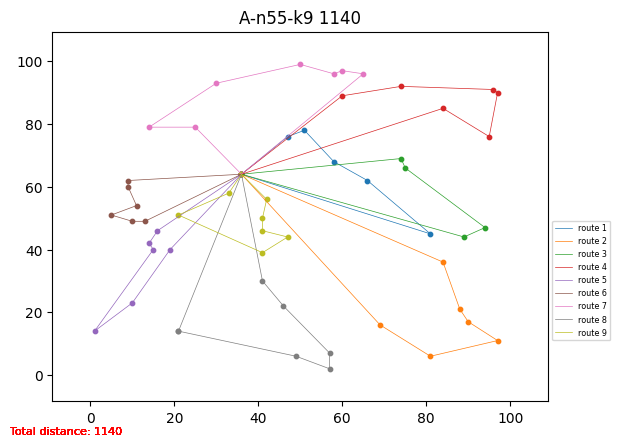 A-n55-k9 1140
100
80
60
40
20
0
0 20 40 60 80 100
route 1
route 2
route 3
route 4
route 5
route 6
route 7
route 8
route 9
Total distance: 1140